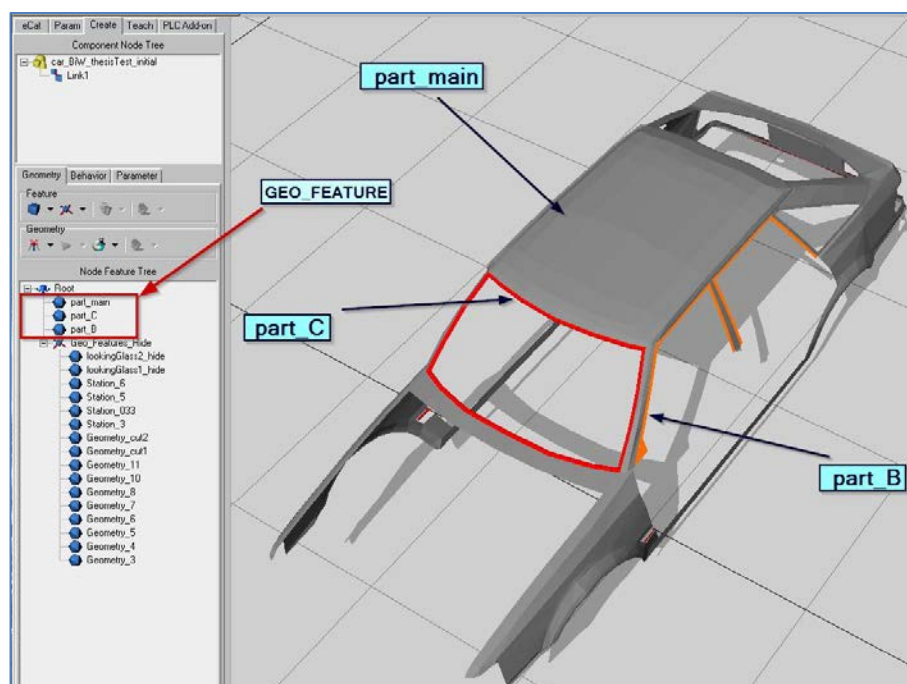 eCat Param Create Teach PLC Add-on
Component Node Tree
car_BiW_thesisTest_initial
Link1
Geometry Behavior Parameter
Feature
Geometry
Node Feature Tree
Root
part_main
part_C
part_B
Geo_Features_Hide
lookingGlass2_hide
lookingGlass1_hide
Station_6
Station_5
Station_033
Station_3
Geometry_cut2
Geometry_cut1
Geometry_11
Geometry_10
Geometry_8
Geometry_7
Geometry_6
Geometry_5
Geometry_4
Geometry_3
GEO_FEATURE
part_main
part_C
part_B